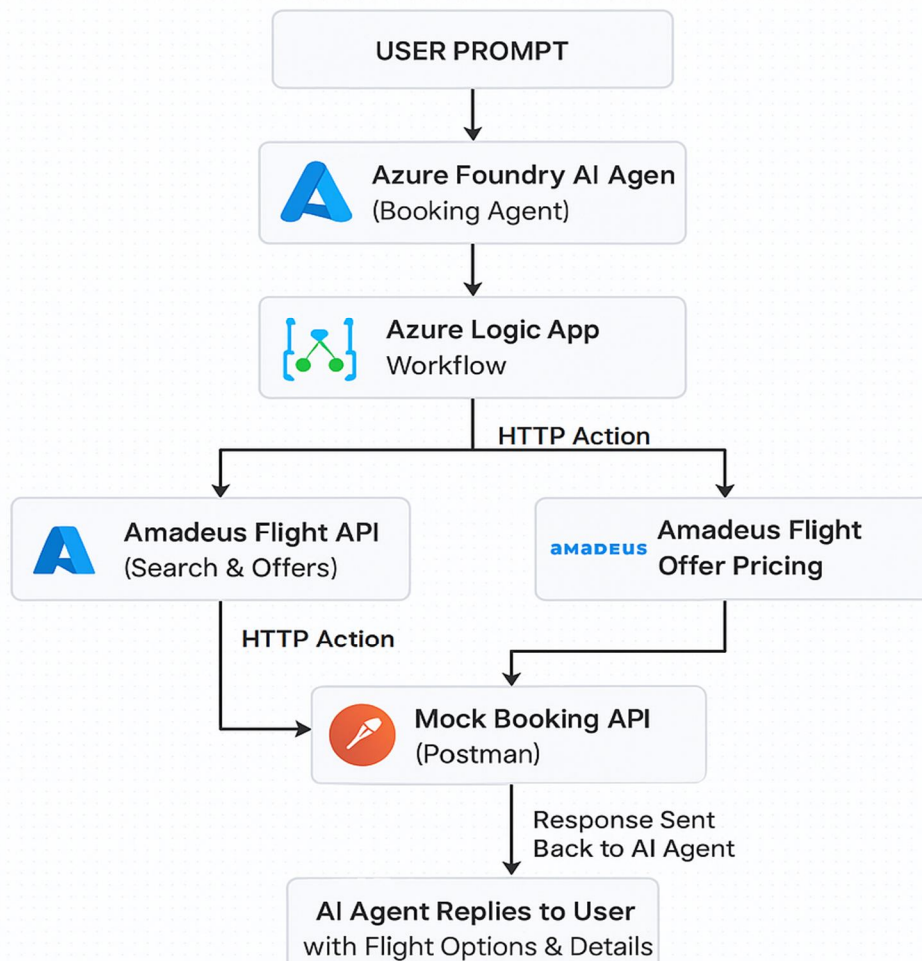 USER PROMPT
Azure Foundry AI Agen
(Booking Agent)
Azure Logic App
Workflow
HTTP Action
Amadeus Flight API
(Search & Offers)
aMaDEUS
Amadeus Flight
Offer Pricing
HTTP Action
Mock Booking API
(Postman)
Response Sent
Back to AI Agent
AI Agent Replies to User
with Flight Options & Details